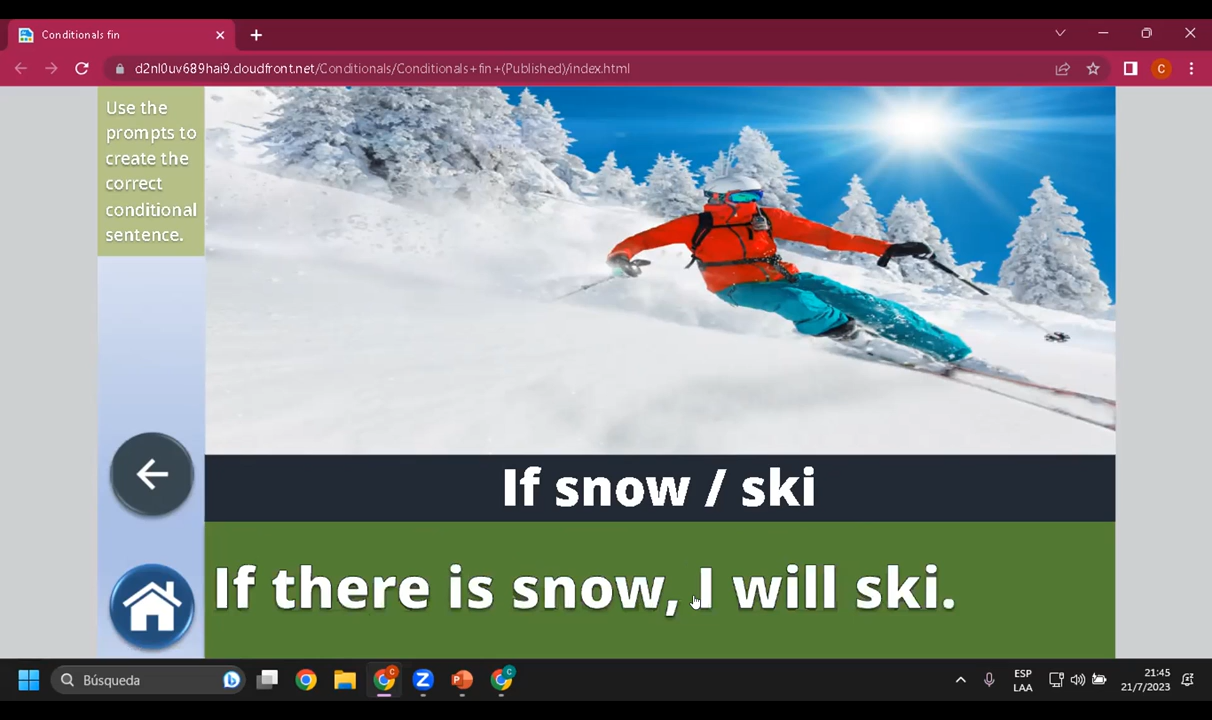 Conditionals fin
d2nl0uv689hai9.cloudfront.net/Conditionals/Conditionals+fin+(Published)/index.html
C
Use the
prompts to
create the
correct
conditional
sentence.
If snow / ski
If there is snow, I will ski.
Búsqueda
ESP
LAA
21:45
21/7/2023